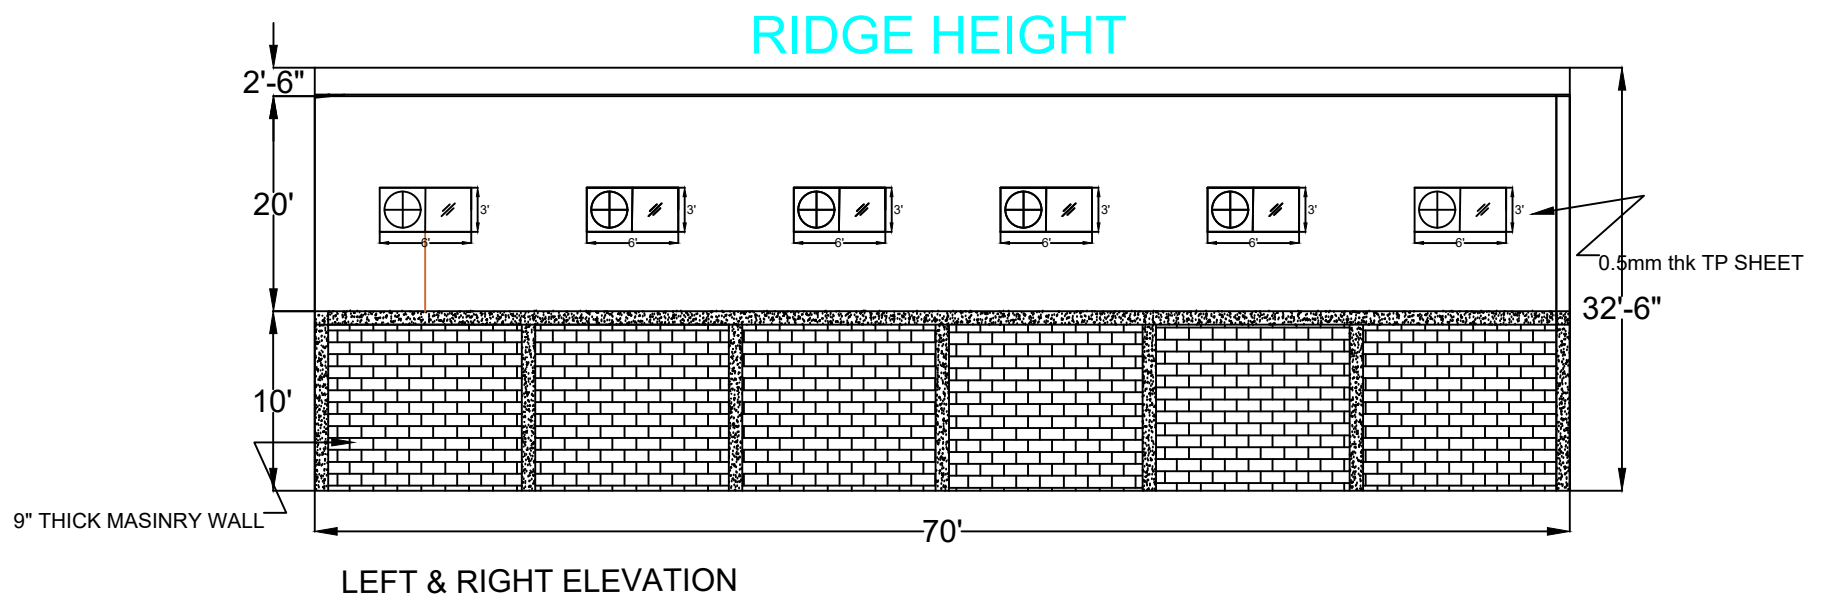 RIDGE HEIGHT
2'-6"
20'
3' 3' 3' 3' 3' 3'
6' 6' 6' 6' 6' 6'
0.5mm thk TP SHEET
32'-6"
10'
9" THICK MASINRY WALL
70'
LEFT & RIGHT ELEVATION